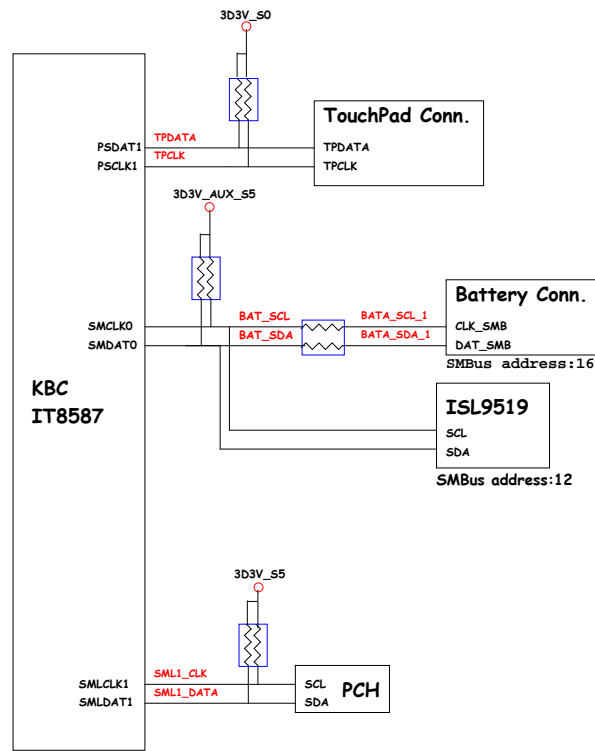 3D3V_S0
TouchPad Conn.
PSDAT1 TPDATA TPDATA
PSCLK1 TPCLK TPCLK
3D3V_AUX_S5
Battery Conn.
SMCLK0 BAT_SCL BATA_SCL_1 CLK_SMB
SMDAT0 BAT_SDA BATA_SDA_1 DAT_SMB
SMBus address:16
KBC
IT8587
ISL9519
SCL
SDA
SMBus address:12
3D3V_S5
SMLCLK1 SML1_CLK SCL
SMLDAT1 SML1_DATA SDA
PCH